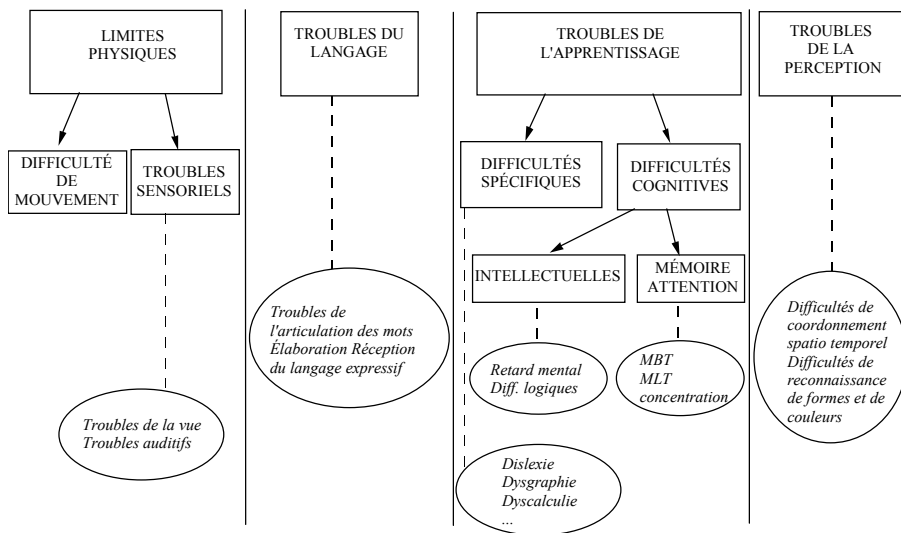 LIMITES
PHYSIQUES
DIFFICULTÉ
DE
MOUVEMENT
TROUBLES
SENSORIELS
Troubles de la vue
Troubles auditifs
TROUBLES DU
LANGAGE
Troubles de
l'articulation des mots
Élaboration Réception
du langage expressif
TROUBLES DE
L'APPRENTISSAGE
DIFFICULTÉS
SPÉCIFIQUES
DIFFICULTÉS
COGNITIVES
INTELLECTUELLES
MÉMOIRE
ATTENTION
Retard mental
Diff. logiques
MBT
MLT
concentration
Dislexie
Dysgraphie
Dyscalculie
...
TROUBLES
DE LA
PERCEPTION
Difficultés de
coordonnement
spatio temporel
Difficultés de
reconnaissance
de formes et de
couleurs